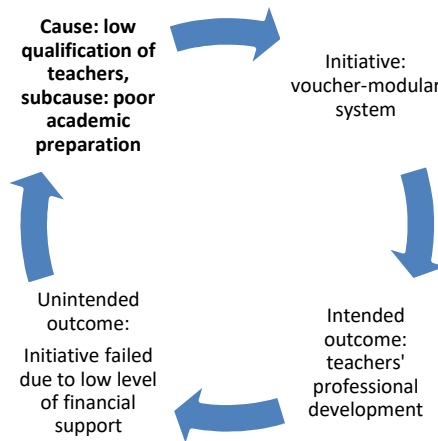 Cause: low
qualification of
teachers,
subcause: poor
academic
preparation
Initiative:
voucher-modular
system
Intended
outcome:
teachers'
professional
development
Unintended
outcome:
Initiative failed
due to low level
of financial
support